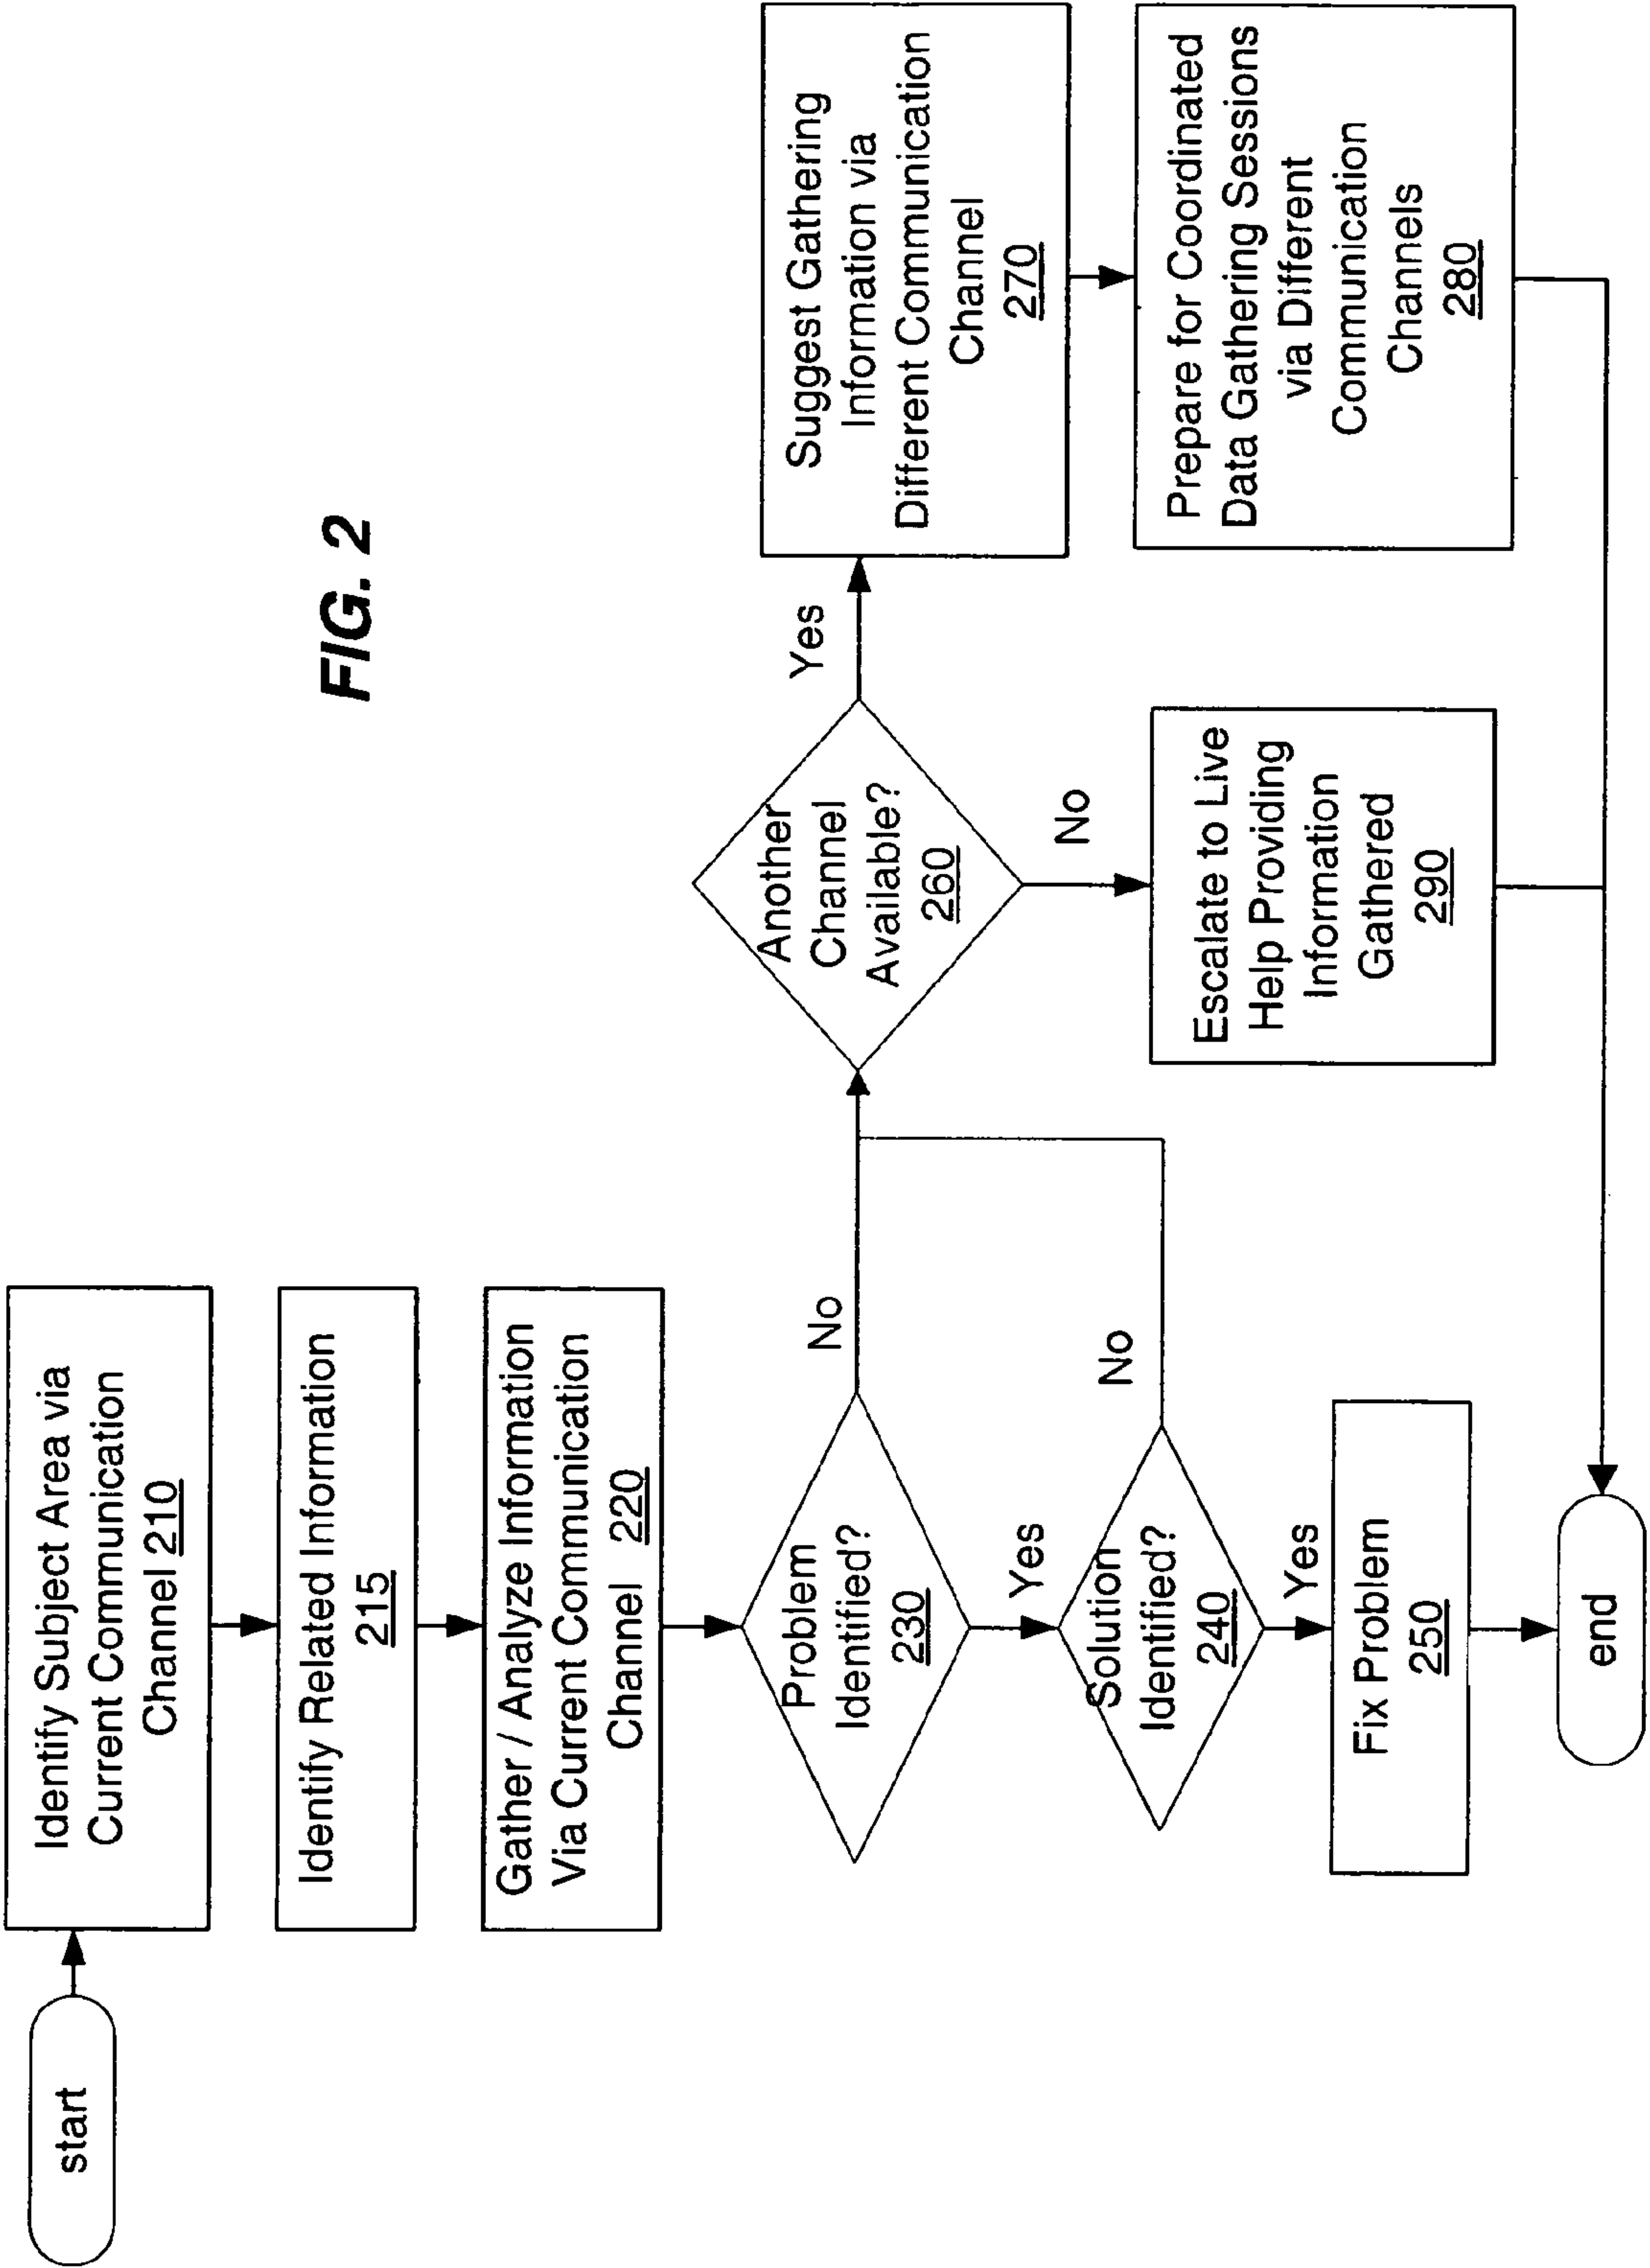 FIG. 2
start
Identify Subject Area via
Current Communication
Channel 210
Identify Related Information
215
Gather / Analyze Information
Via Current Communication
Channel 220
Problem
Identified?
230
No
Yes
Solution
Identified?
240
No
Yes
Fix Problem
250
end
Another
Channel
Available?
260
Yes
No
Suggest Gathering
Information via
Different Communication
Channel
270
Prepare for Coordinated
Data Gathering Sessions
via Different
Communication
Channels
280
Escalate to Live
Help Providing
Information
Gathered
290